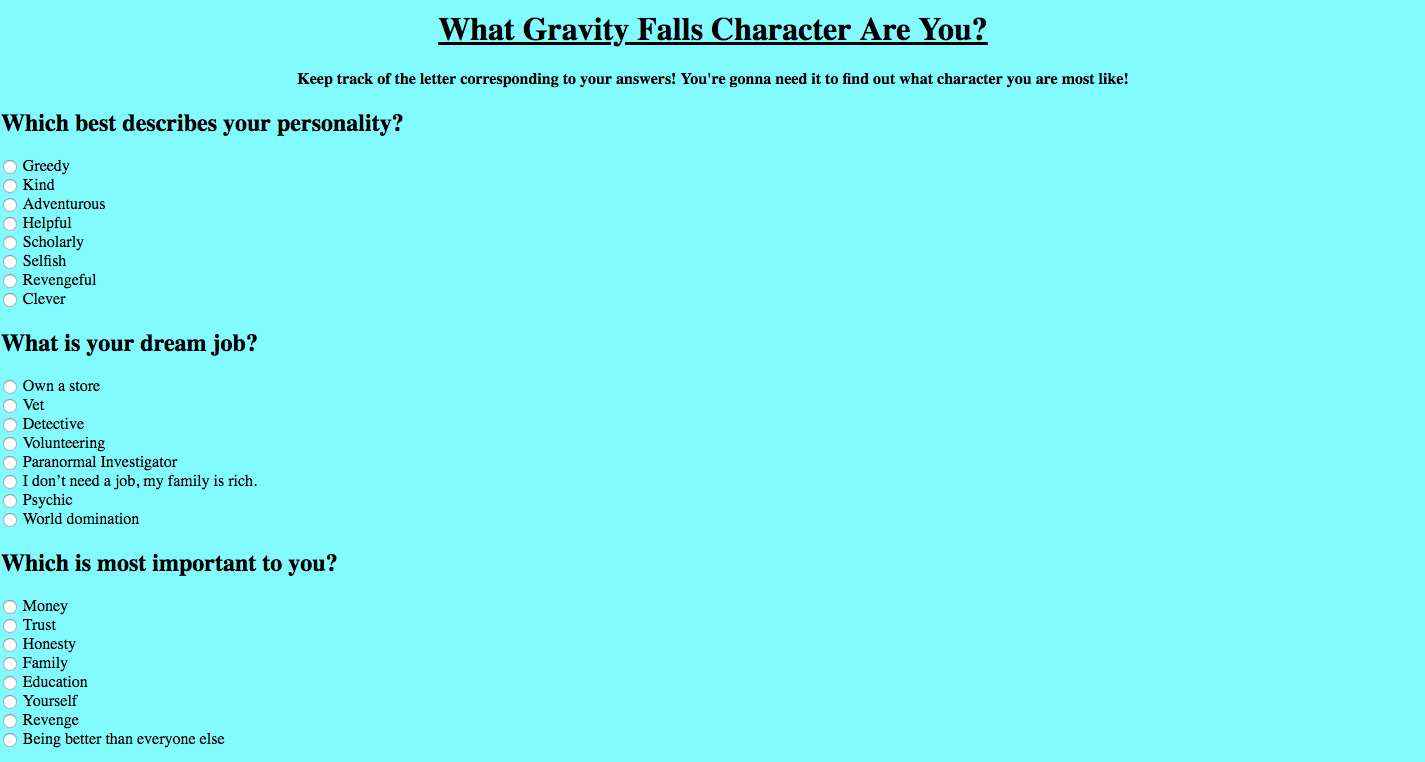 What Gravity Falls Character Are You?
Keep track of the letter corresponding to your answers! You're gonna need it to find out what character you are most like!
Which best describes your personality?
Greedy
Kind
Adventurous
Helpful
Scholarly
Selfish
Revengeful
Clever
What is your dream job?
Own a store
Vet
Detective
Volunteering
Paranormal Investigator
I don’t need a job, my family is rich.
Psychic
World domination
Which is most important to you?
Money
Trust
Honesty
Family
Education
Yourself
Revenge
Being better than everyone else